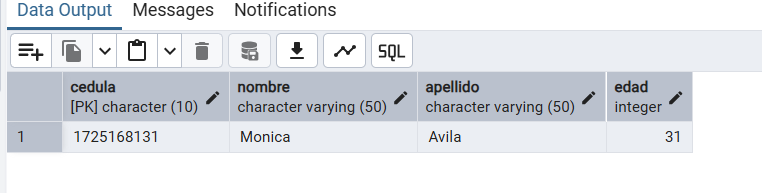 Data Output Messages Notifications
SQL
cedula nombre apellido edad
[PK] character (10) character varying (50) character varying (50) integer
1 1725168131 Monica Avila 31